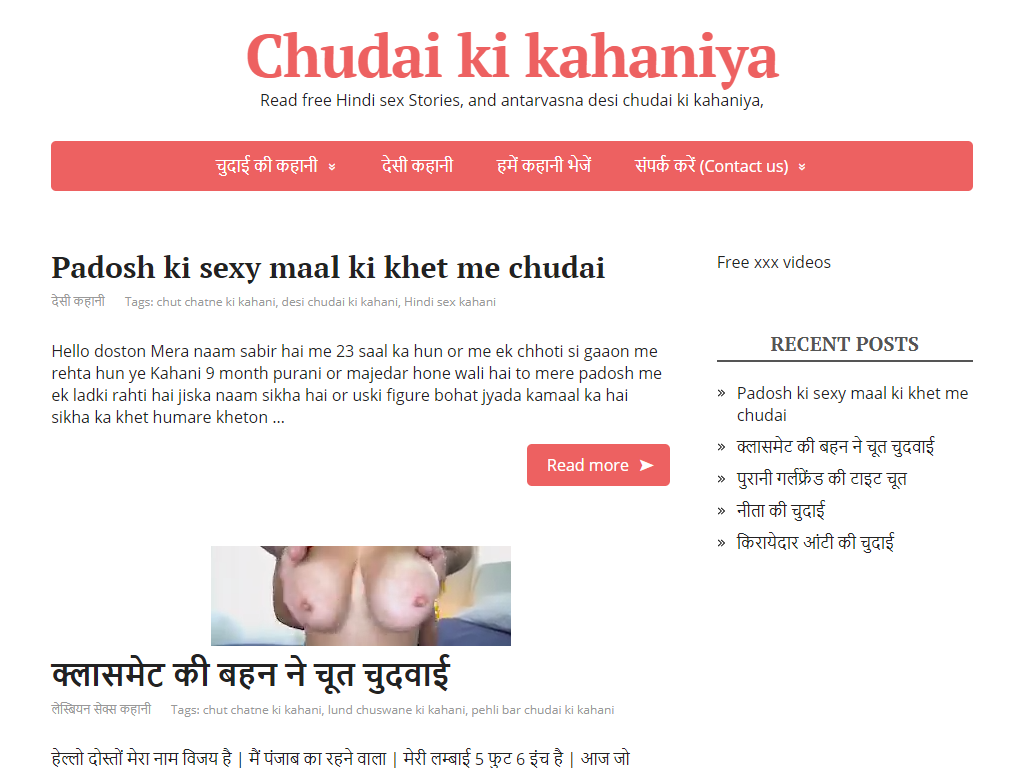 Chudai ki kahaniya
Read free Hindi sex Stories, and antarvasna desi chudai ki kahaniya,
चुदाई की कहानी
देसी कहानी
हमें कहानी भेजें
संपर्क करें (Contact us)
Padosh ki sexy maal ki khet me chudai
देसी कहानी Tags: chut chatne ki kahani, desi chudai ki kahani, Hindi sex kahani
Hello doston Mera naam sabir hai me 23 saal ka hun or me ek chhoti si gaaon me
rehta hun ye Kahani 9 month purani or majedar hone wali hai to mere padosh me
ek ladki rahti hai jiska naam sikha hai or uski figure bohat jyada kamaal ka hai
sikha ka khet humare kheton ...
Read more
क्लासमेट की बहन ने चूत चुदवाई
लेस्बियन सेक्स कहानी Tags: chut chatne ki kahani, lund chuswane ki kahani, pehli bar chudai ki kahani
हेल्लो दोस्तों मेरा नाम विजय है | मैं पंजाब का रहने वाला | मेरी लम्बाई 5 फुट 6 इंच है | आज जो
Free xxx videos
RECENT POSTS
» Padosh ki sexy maal ki khet me
chudai
» क्लासमेट की बहन ने चूत चुदवाई
» पुरानी गर्लफ्रेंड की टाइट चूत
» नीता की चुदाई
» किरायेदार आंटी की चुदाई